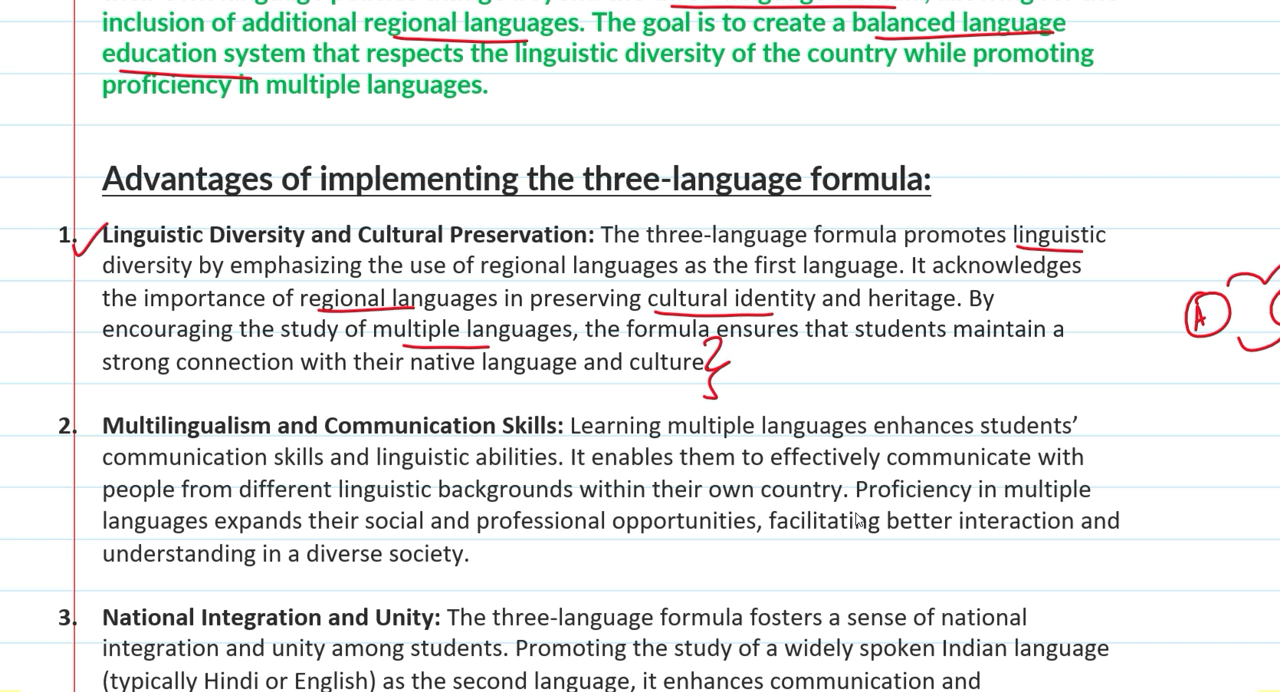 inclusion of additional regional languages. The goal is to create a balanced language
education system that respects the linguistic diversity of the country while promoting
proficiency in multiple languages.
Advantages of implementing the three-language formula:
1. Linguistic Diversity and Cultural Preservation: The three-language formula promotes linguistic
diversity by emphasizing the use of regional languages as the first language. It acknowledges
the importance of regional languages in preserving cultural identity and heritage. By
encouraging the study of multiple languages, the formula ensures that students maintain a
strong connection with their native language and culture
A
2. Multilingualism and Communication Skills: Learning multiple languages enhances students’
communication skills and linguistic abilities. It enables them to effectively communicate with
people from different linguistic backgrounds within their own country. Proficiency in multiple
languages expands their social and professional opportunities, facilitating better interaction and
understanding in a diverse society.
3. National Integration and Unity: The three-language formula fosters a sense of national
integration and unity among students. Promoting the study of a widely spoken Indian language
(typically Hindi or English) as the second language, it enhances communication and